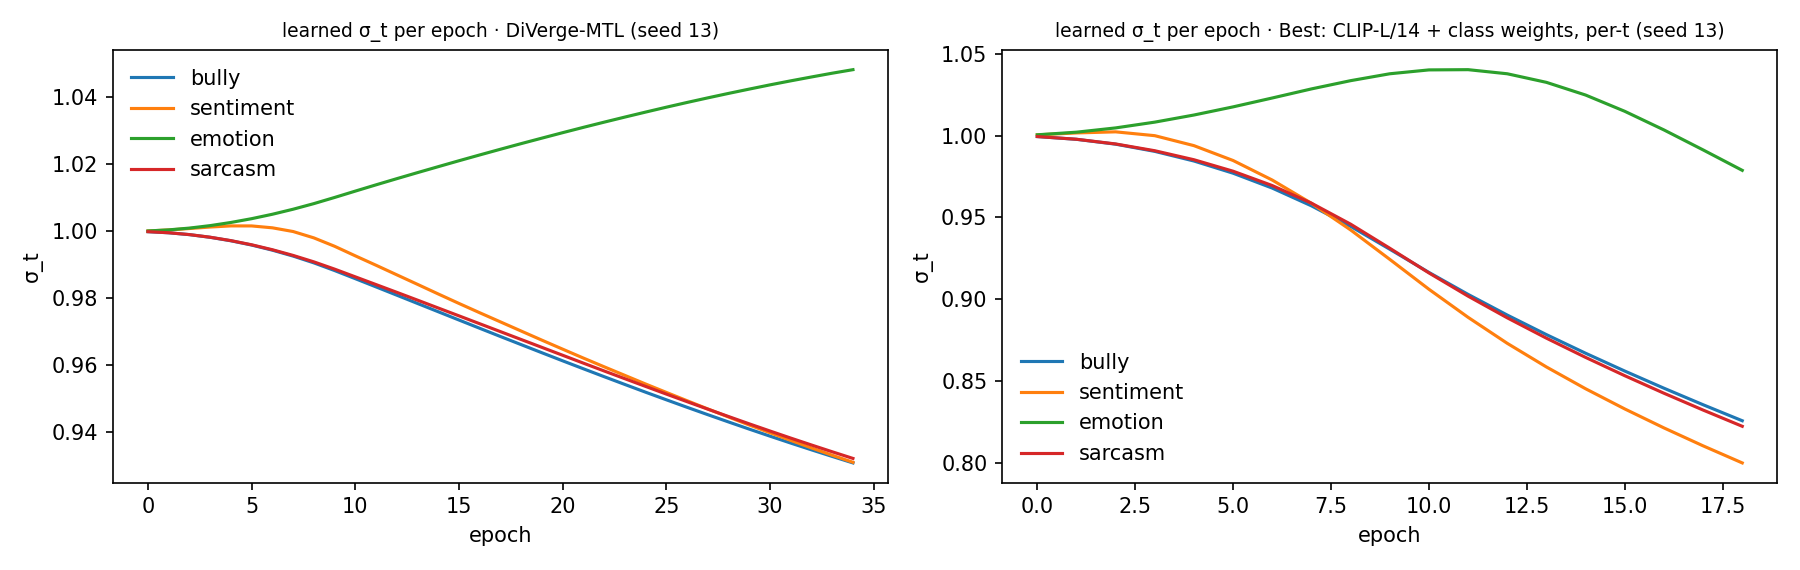 learned σ_t per epoch · DiVerge-MTL (seed 13)
σ_t
1.04
1.02
1.00
0.98
0.96
0.94
bully
sentiment
emotion
sarcasm
0
5
10
15
20
25
30
35
epoch
learned σ_t per epoch · Best: CLIP-L/14 + class weights, per-t (seed 13)
σ_t
1.05
1.00
0.95
0.90
0.85
0.80
bully
sentiment
emotion
sarcasm
0.0
2.5
5.0
7.5
10.0
12.5
15.0
17.5
epoch